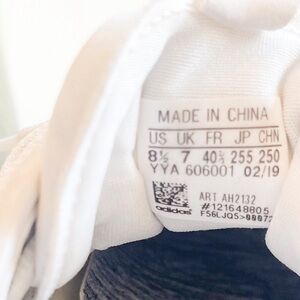 MADE IN CHINA
US UK FR JP CHN
8½ 7 40⅔ 255 250
YYA 606001 02/19
ART AH2132
#121648805
adidas F56LJQ5>00072